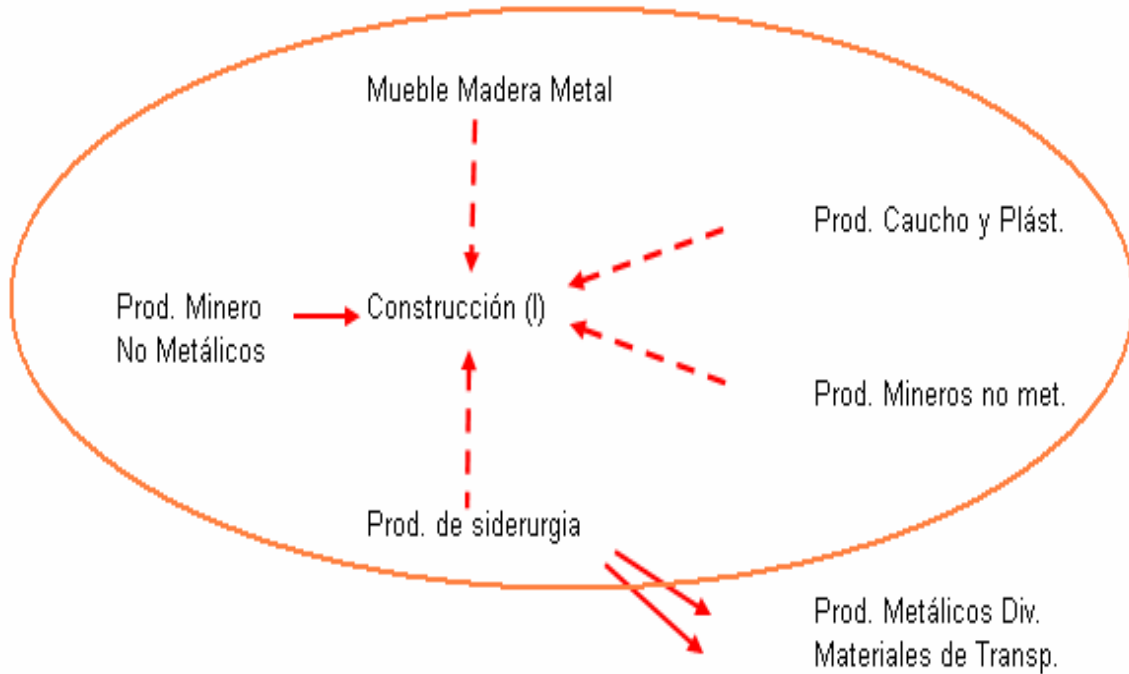 Mueble Madera Metal
Prod. Caucho y Plást.
Prod. Minero
No Metálicos
Construcción (I)
Prod. Mineros no met.
Prod. de siderurgia
Prod. Metálicos Div.
Materiales de Transp.